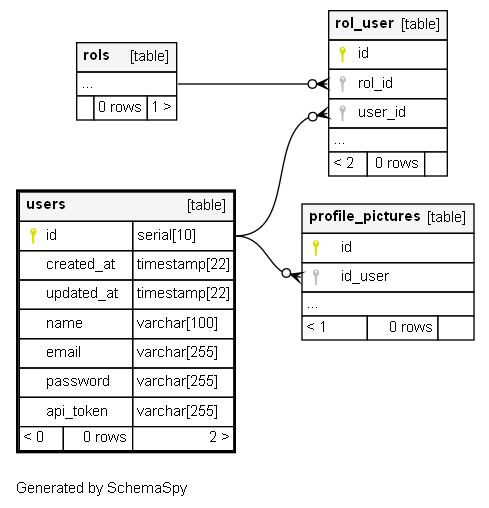 rol_user [table]
id
rol_id
user_id
...
< 2 0 rows
rols [table]
...
0 rows 1 >
users [table]
id serial[10]
created_at timestamp[22]
updated_at timestamp[22]
name varchar[100]
email varchar[255]
password varchar[255]
api_token varchar[255]
< 0 0 rows 2 >
profile_pictures [table]
id
id_user
...
< 1 0 rows
Generated by SchemaSpy